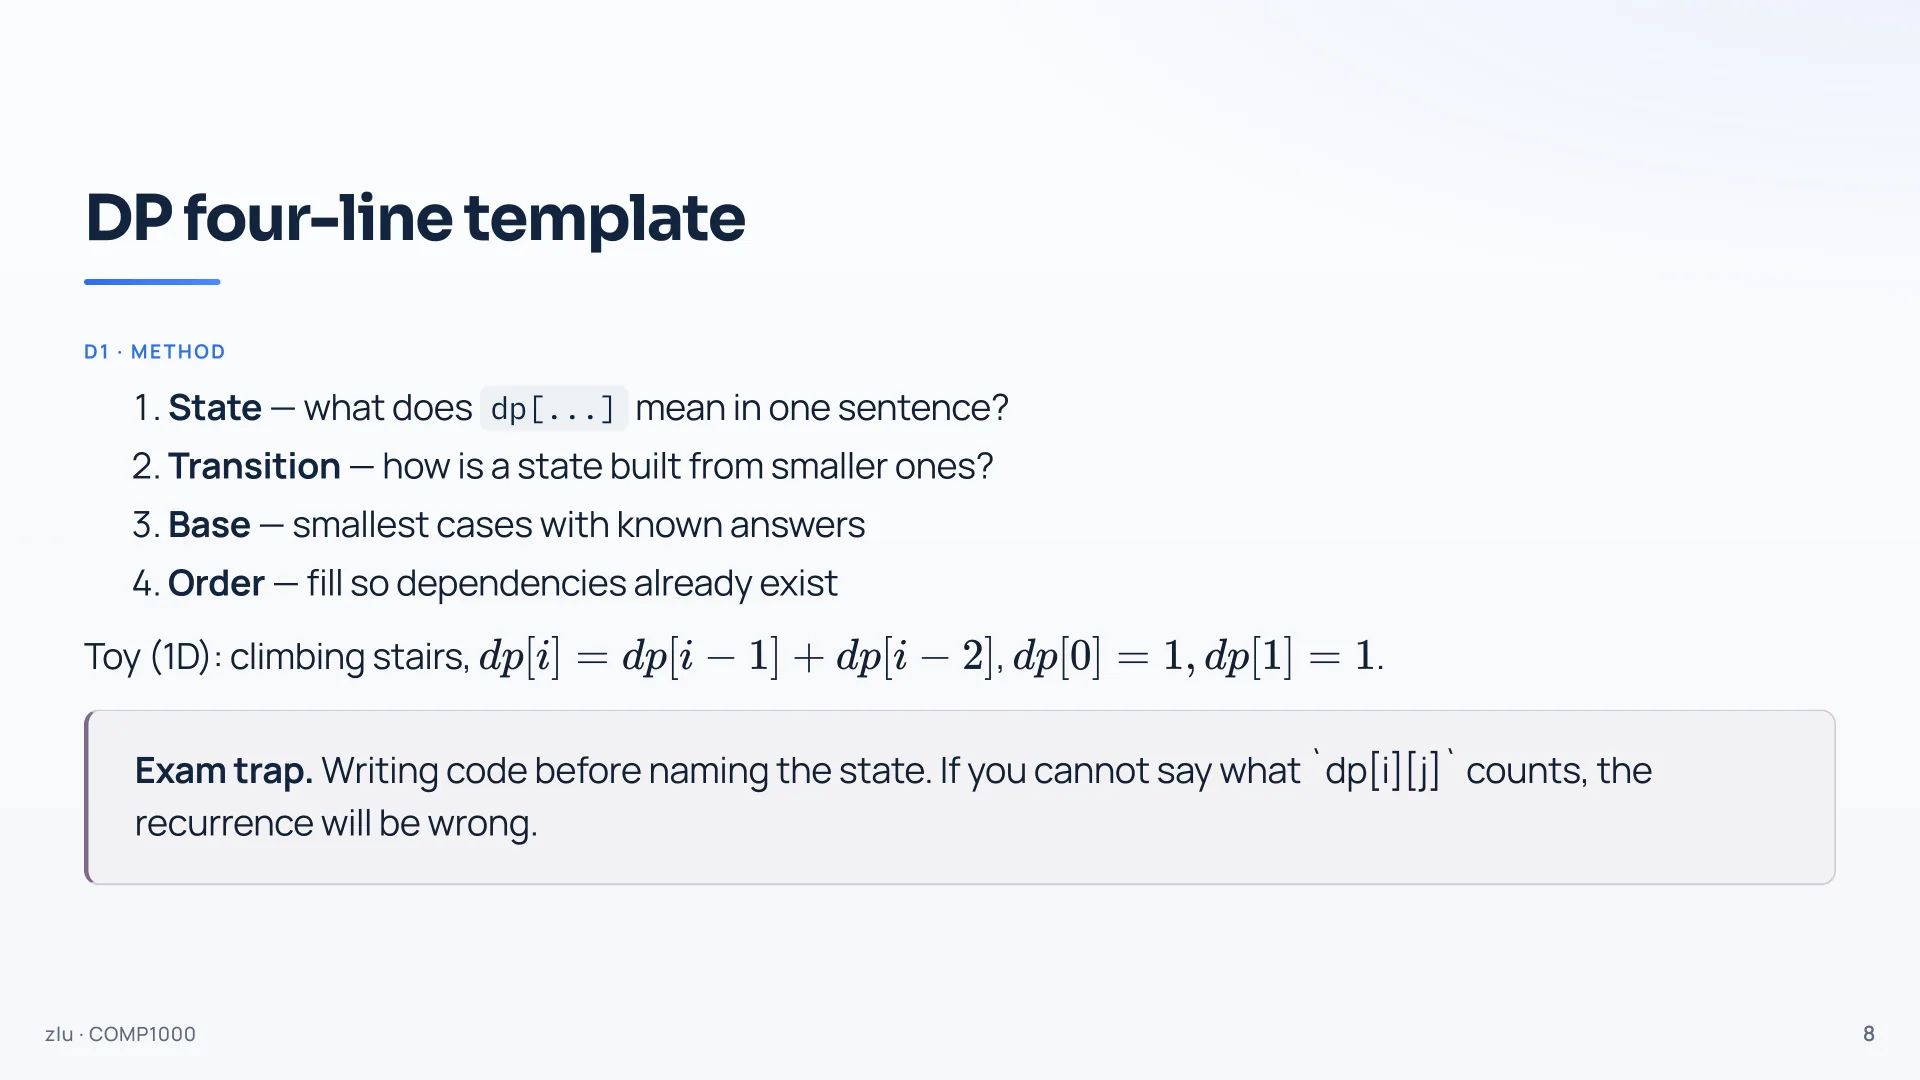 DP four-line template
D1 · METHOD
1. State — what does dp[...] mean in one sentence?
2. Transition — how is a state built from smaller ones?
3. Base — smallest cases with known answers
4. Order — fill so dependencies already exist
Toy (1D): climbing stairs, dp[i] = dp[i − 1] + dp[i − 2], dp[0] = 1, dp[1] = 1.
Exam trap. Writing code before naming the state. If you cannot say what `dp[i][j]` counts, the
recurrence will be wrong.
zlu · COMP1000
8